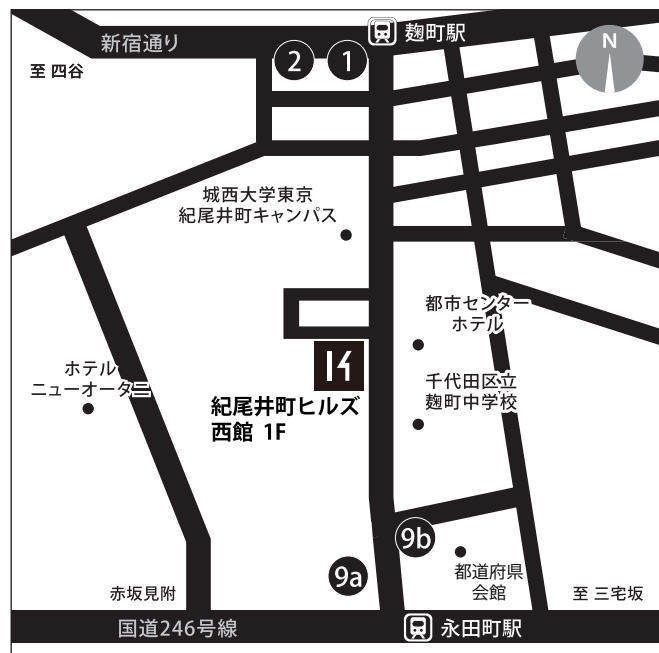 麹町駅
新宿通り
N
2
1
至 四谷
城西大学東京
紀尾井町キャンパス
都市センター
ホテル
ホテル
ニューオータニ
千代田区立
麹町中学校
紀尾井町ヒルズ
西館 1F
9b
9a
都道府県
会館
赤坂見附
至 三宅坂
国道246号線
永田町駅